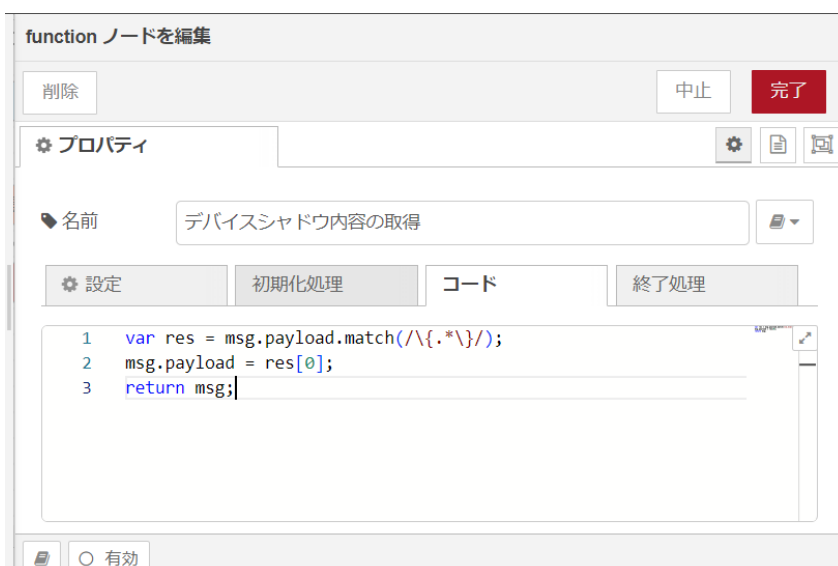 function ノードを編集
削除
中止
完了
プロパティ
名前
デバイスシャドウ内容の取得
設定
初期化処理
コード
終了処理
1 var res = msg.payload.match(/\{.*\}/);
2 msg.payload = res[0];
3 return msg;
有効